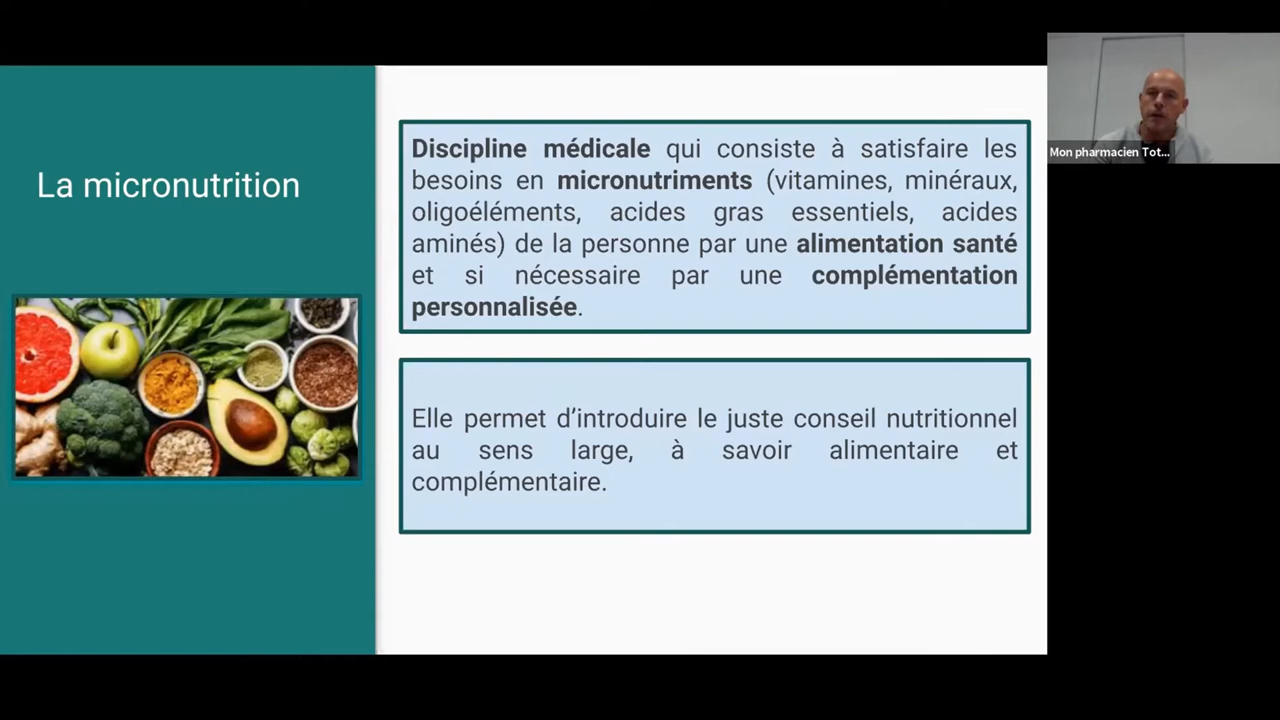 La micronutrition
Discipline médicale qui consiste à satisfaire les
besoins en micronutriments (vitamines, minéraux,
oligoéléments, acides gras essentiels, acides
aminés) de la personne par une alimentation santé
et si nécessaire par une complémentation
personnalisée.
Elle permet d’introduire le juste conseil nutritionnel
au sens large, à savoir alimentaire et
complémentaire.
Mon pharmacien Tot...